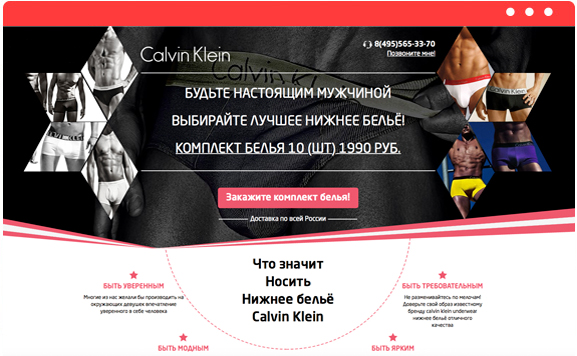 Calvin Klein
8(495)565-33-70
Позвоните мне!
Calvin Kl
БУДЬТЕ НАСТОЯЩИМ МУЖЧИНОЙ
ВЫБИРАЙТЕ ЛУЧШЕЕ НИЖНЕЕ БЕЛЬЁ!
КОМПЛЕКТ БЕЛЬЯ 10 (ШТ) 1990 РУБ.
Закажите комплект белья!
Доставка по всей России
Что значит
Носить
Нижнее бельё
Calvin Klein
БЫТЬ УВЕРЕННЫМ
Многие из нас желали бы производить на
окружающих девушек впечатление
уверенного в себе человека
БЫТЬ ТРЕБОВАТЕЛЬНЫМ
Не разменивайтесь по мелочам!
Доверьте свой образ известному
бренду calvin klein underwear
нижнее бельё отличного
качества
БЫТЬ МОДНЫМ
БЫТЬ ЯРКИМ